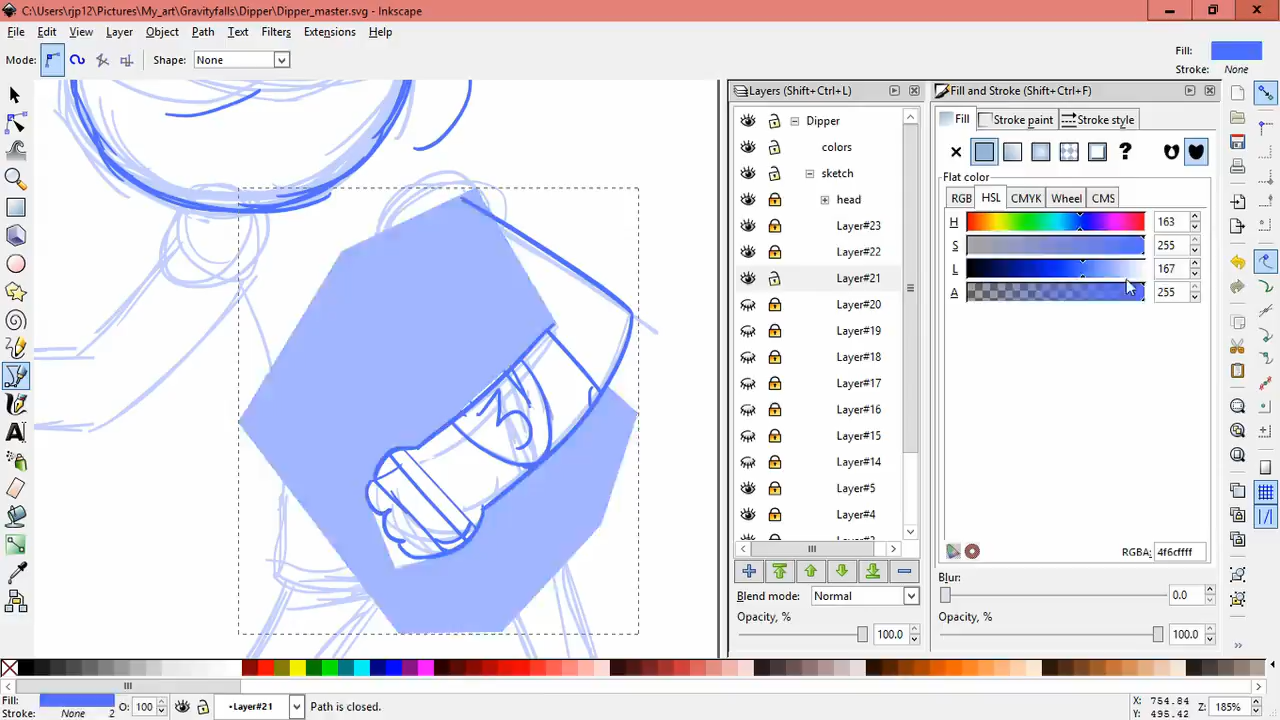 C:\Users\rjp12\Pictures\My_art\Gravityfalls\Dipper\Dipper_master.svg - Inkscape
File Edit View Layer Object Path Text Filters Extensions Help
Mode: Shape: None Fill: Stroke: None
Layers (Shift+Ctrl+L)
Dipper
colors
sketch
head
Layer#23
Layer#22
Layer#21
Layer#20
Layer#19
Layer#18
Layer#17
Layer#16
Layer#15
Layer#14
Layer#5
Layer#4
Blend mode: Normal
Opacity, %
100.0
Fill and Stroke (Shift+Ctrl+F)
Fill Stroke paint Stroke style
?
Flat color
RGB HSL CMYK Wheel CMS
H 163
S 255
L 167
A 255
RGBA: 4f6cffff
Blur:
0.0
Opacity, %
100.0
Fill: Stroke: None 2 O: 100 •Layer#21 Path is closed. X: 754.84 Y: 495.42 Z: 185%